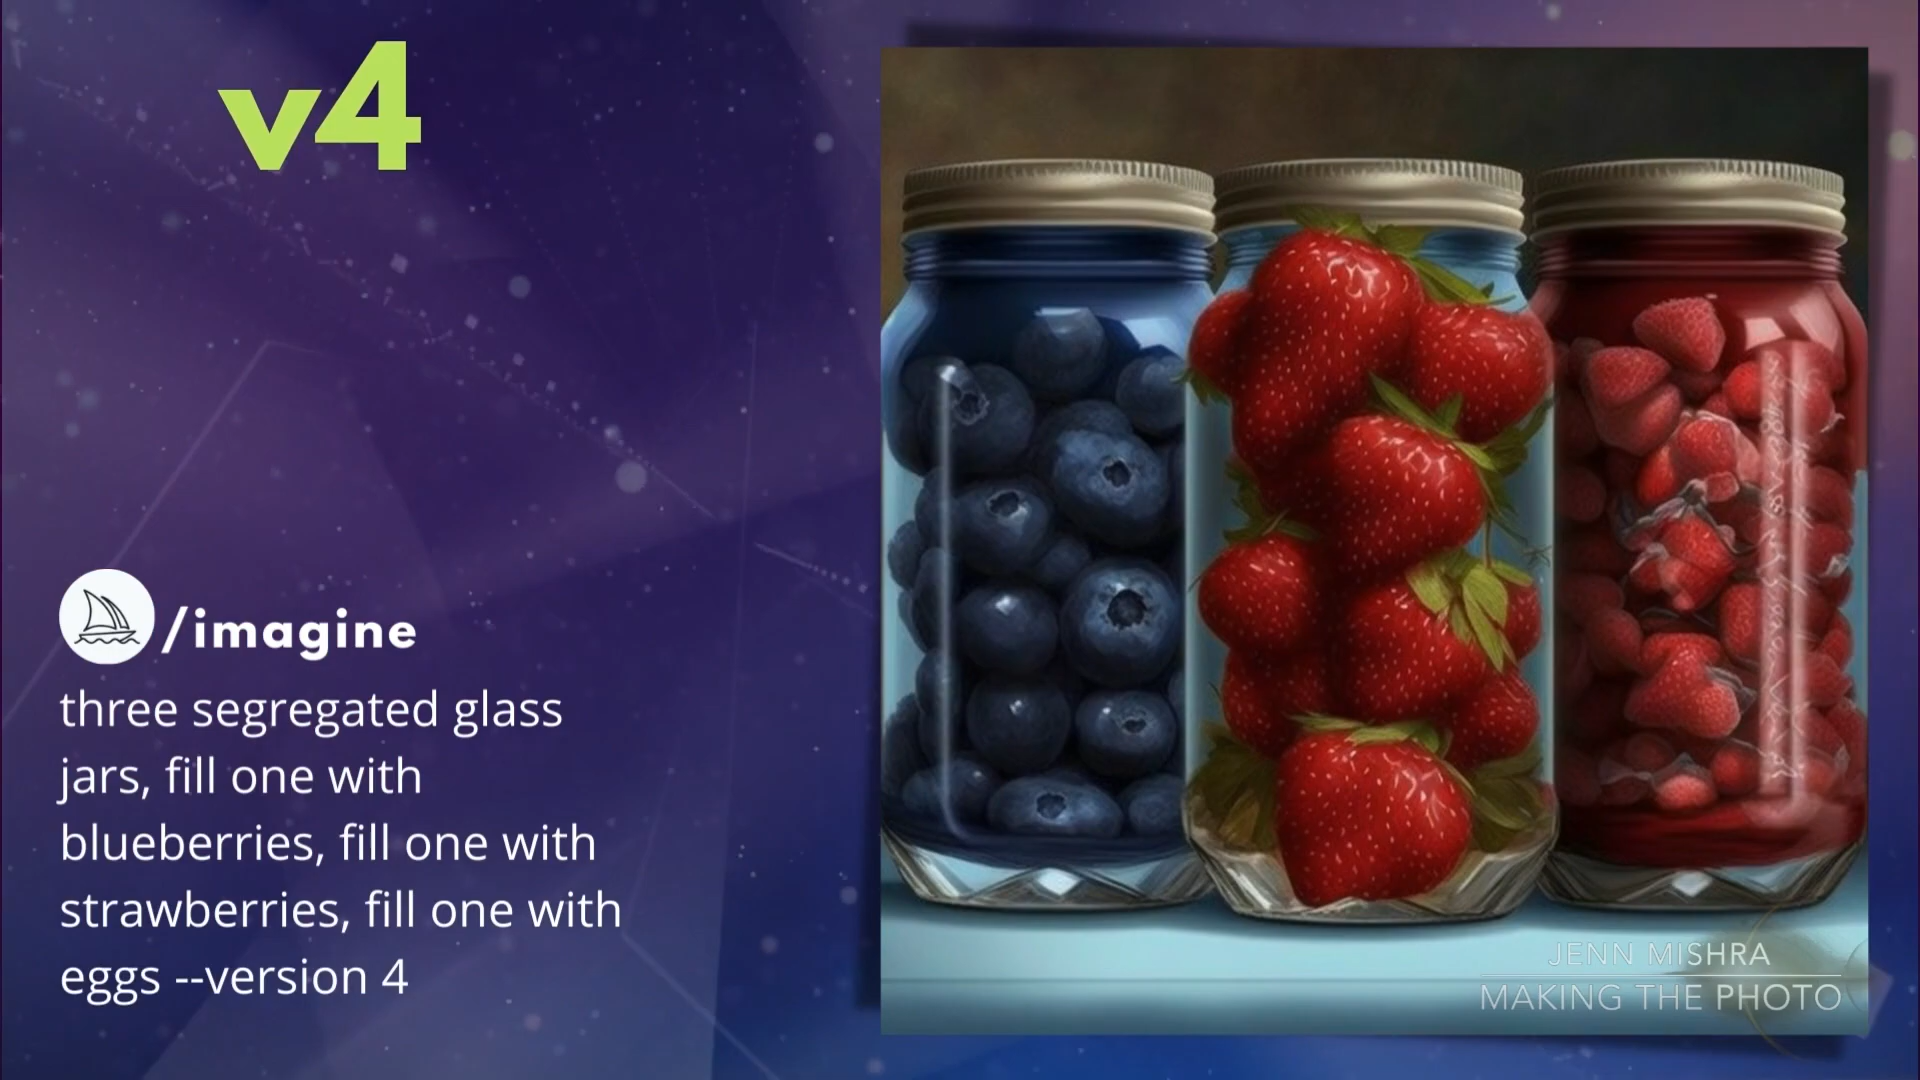 v4
/imagine
three segregated glass
jars, fill one with
blueberries, fill one with
strawberries, fill one with
eggs --version 4
JENN MISHRA
MAKING THE PHOTO